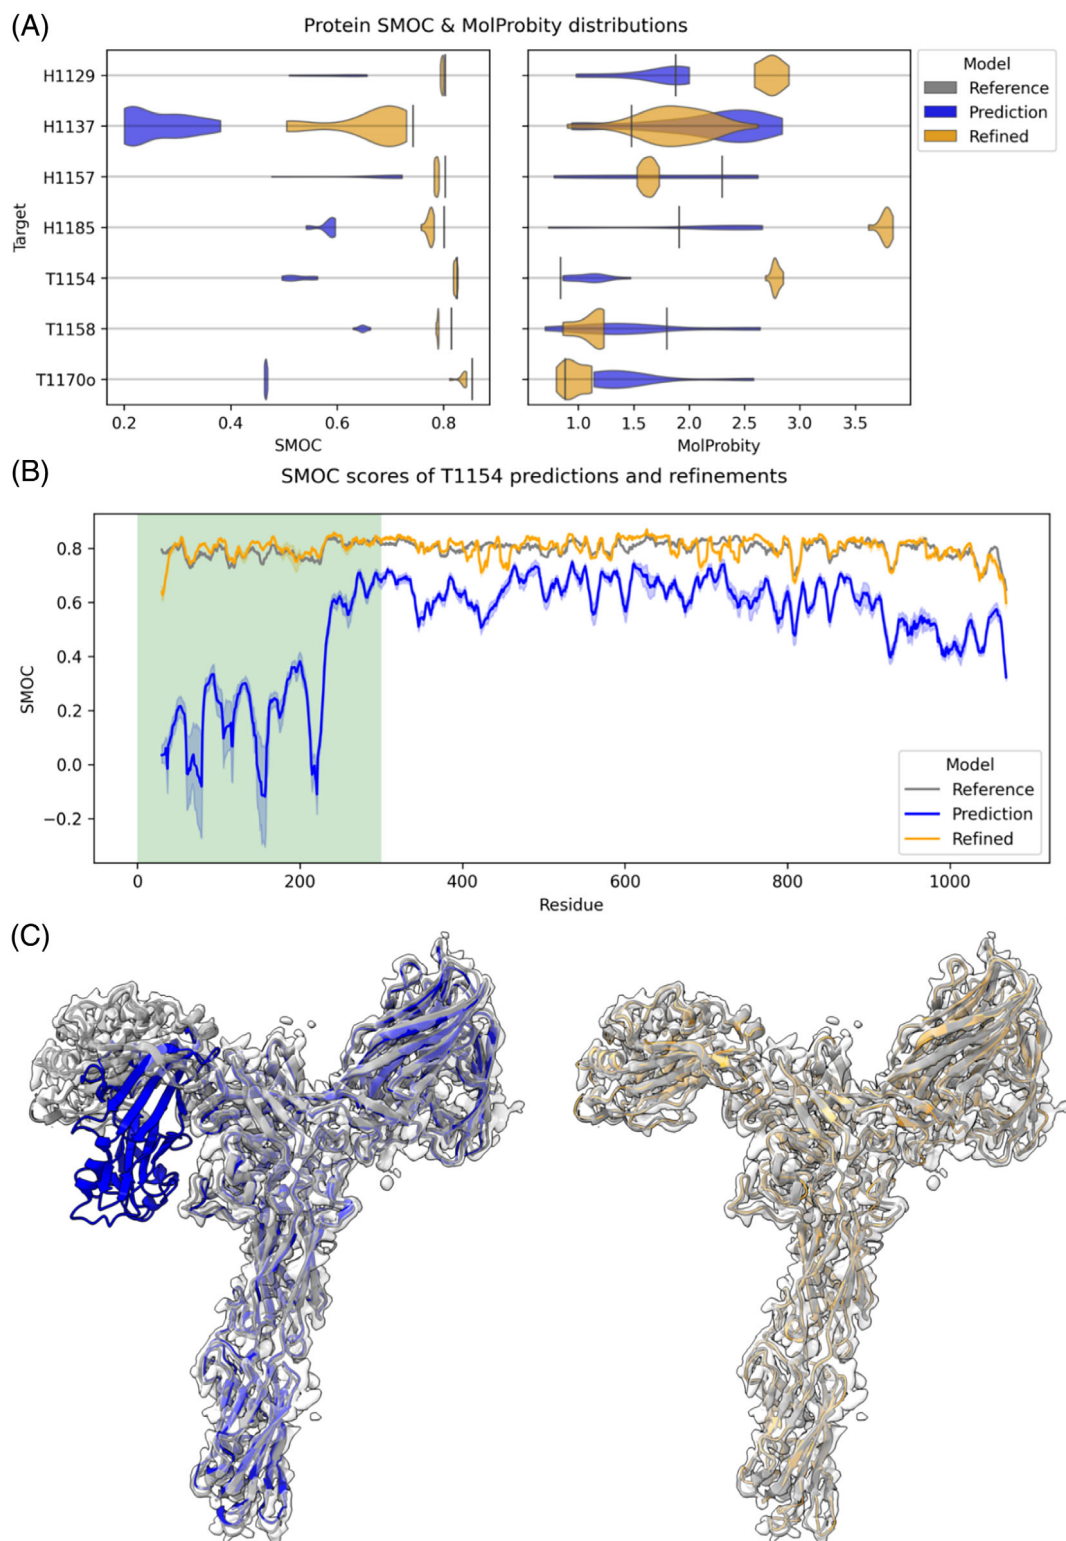 (A)
Protein SMOC & MolProbity distributions
Target
H1129
H1137
H1157
H1185
T1154
T1158
T1170o
0.2 0.4 0.6 0.8
SMOC
1.0 1.5 2.0 2.5 3.0 3.5
MolProbity
Model
Reference
Prediction
Refined
(B)
SMOC scores of T1154 predictions and refinements
SMOC
0.8
0.6
0.4
0.2
0.0
−0.2
0 200 400 600 800 1000
Residue
Model
Reference
Prediction
Refined
(C)